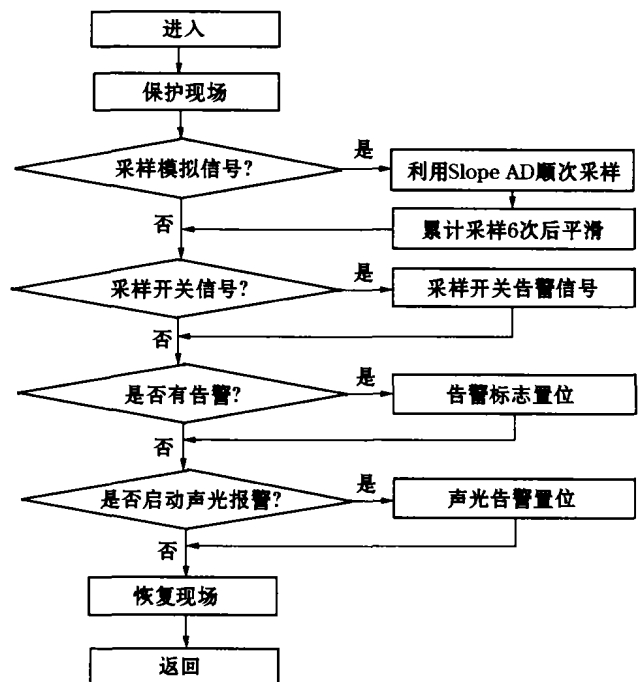 进入
保护现场
采样模拟信号?
是
利用Slope AD顺次采样
否
累计采样6次后平滑
采样开关信号?
是
采样开关告警信号
否
是否有告警?
是
告警标志置位
否
是否启动声光报警?
是
声光告警置位
否
恢复现场
返回